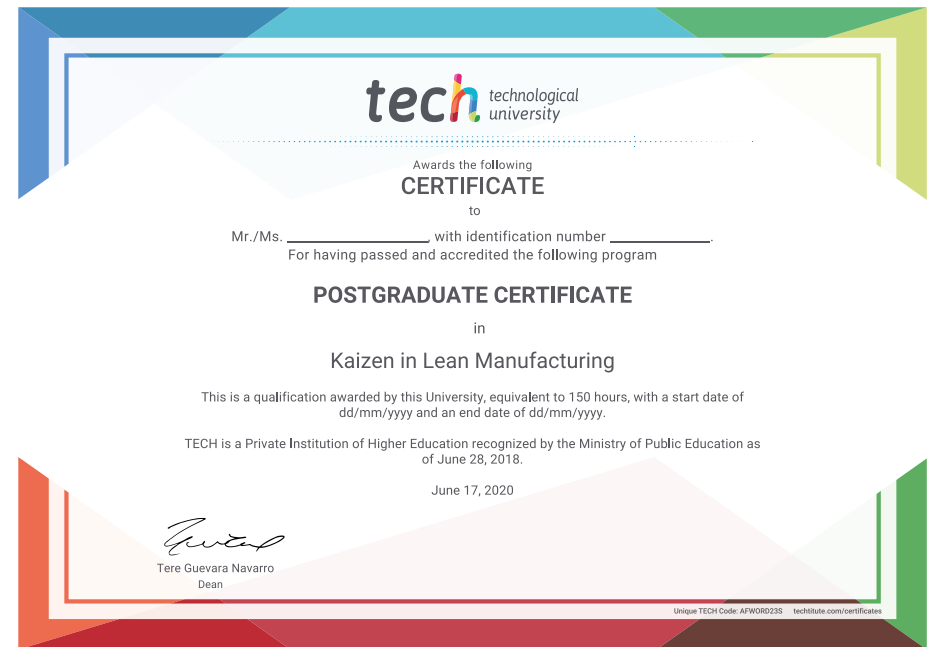 tech technological
university
Awards the following
CERTIFICATE
to
Mr./Ms. ____________________, with identification number ______________.
For having passed and accredited the following program
POSTGRADUATE CERTIFICATE
in
Kaizen in Lean Manufacturing
This is a qualification awarded by this University, equivalent to 150 hours, with a start date of
dd/mm/yyyy and an end date of dd/mm/yyyy.
TECH is a Private Institution of Higher Education recognized by the Ministry of Public Education as
of June 28, 2018.
June 17, 2020
Tere Guevara Navarro
Dean
Unique TECH Code: AFWORD23S techtitute.com/certificates